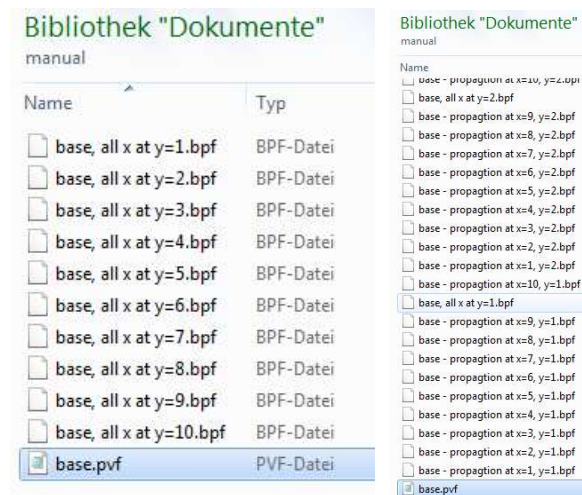 Bibliothek "Dokumente"
manual
Name Typ
base, all x at y=1.bpf BPF-Datei
base, all x at y=2.bpf BPF-Datei
base, all x at y=3.bpf BPF-Datei
base, all x at y=4.bpf BPF-Datei
base, all x at y=5.bpf BPF-Datei
base, all x at y=6.bpf BPF-Datei
base, all x at y=7.bpf BPF-Datei
base, all x at y=8.bpf BPF-Datei
base, all x at y=9.bpf BPF-Datei
base, all x at y=10.bpf BPF-Datei
base.pvf PVF-Datei
Bibliothek "Dokumente"
manual
Name
base - propagtion at x=10, y=2.bpf
base, all x at y=2.bpf
base - propagtion at x=9, y=2.bpf
base - propagtion at x=8, y=2.bpf
base - propagtion at x=7, y=2.bpf
base - propagtion at x=6, y=2.bpf
base - propagtion at x=5, y=2.bpf
base - propagtion at x=4, y=2.bpf
base - propagtion at x=3, y=2.bpf
base - propagtion at x=2, y=2.bpf
base - propagtion at x=1, y=2.bpf
base - propagtion at x=10, y=1.bpf
base, all x at y=1.bpf
base - propagtion at x=9, y=1.bpf
base - propagtion at x=8, y=1.bpf
base - propagtion at x=7, y=1.bpf
base - propagtion at x=6, y=1.bpf
base - propagtion at x=5, y=1.bpf
base - propagtion at x=4, y=1.bpf
base - propagtion at x=3, y=1.bpf
base - propagtion at x=2, y=1.bpf
base - propagtion at x=1, y=1.bpf
base.pvf